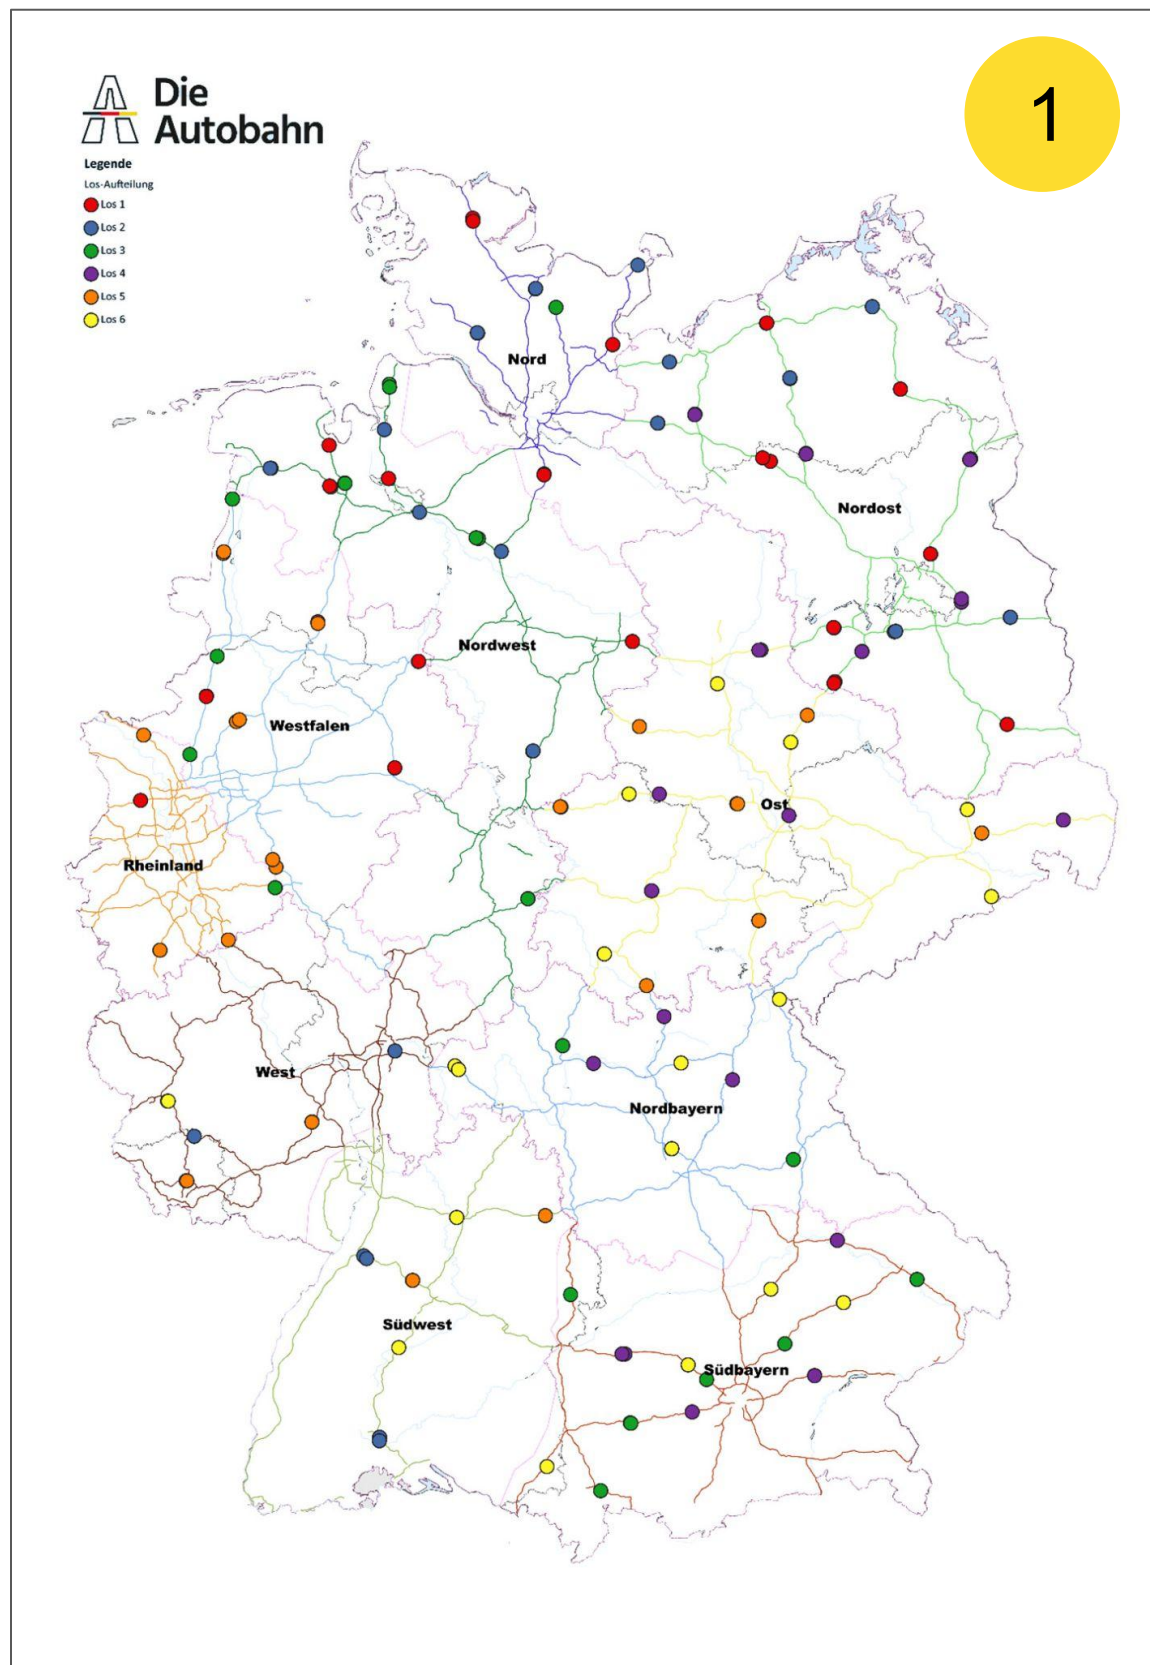 Die
Autobahn
1
Legende
Los-Aufteilung
Los 1
Los 2
Los 3
Los 4
Los 5
Los 6
Nord
Nordost
Nordwest
Westfalen
Ost
Rheinland
West
Nordbayern
Südwest
Südbayern